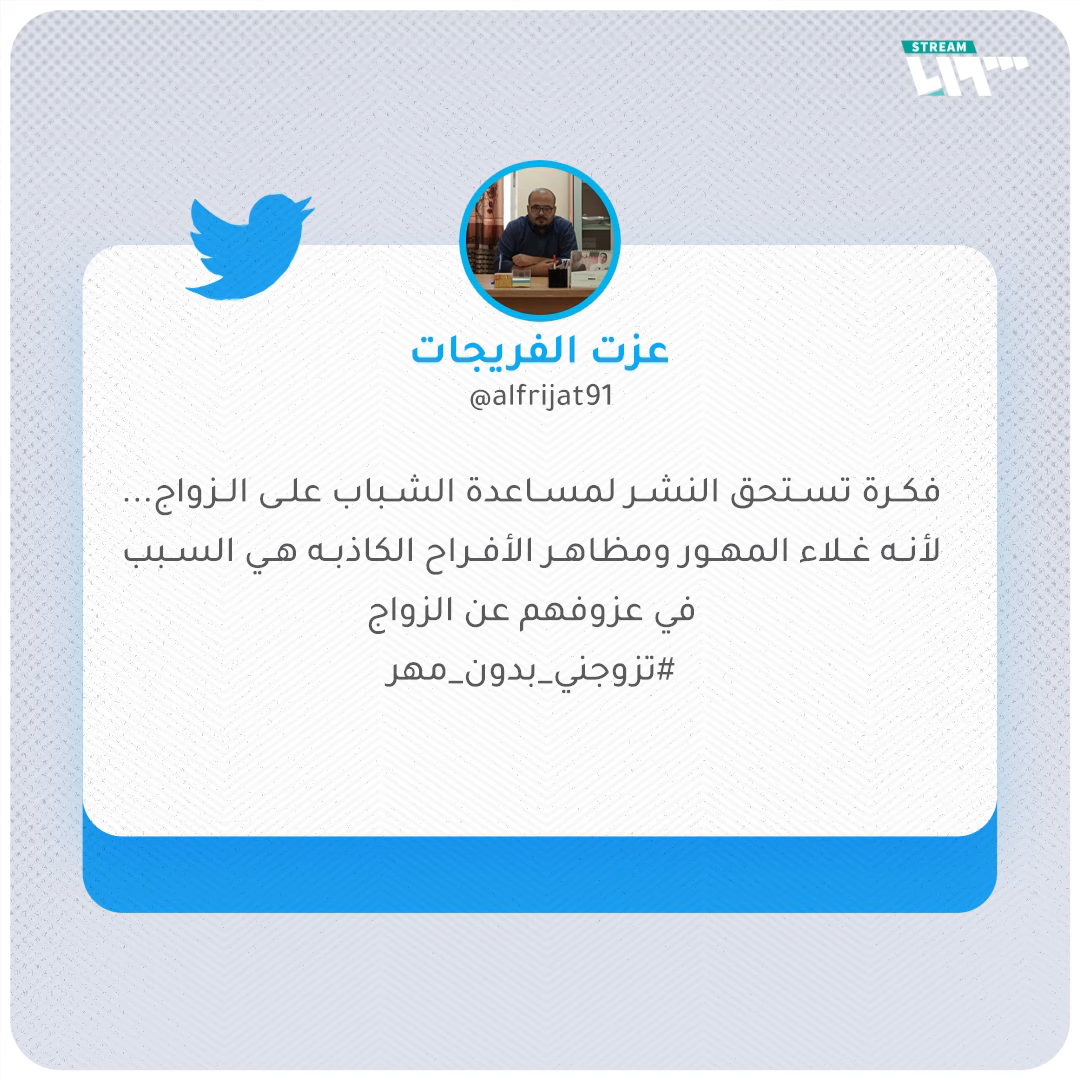 STREAM
عزت الفريجات
@alfrijat91
فكرة تستحق النشر لمساعدة الشباب على الزواج...
لأنه غلاء المهور ومظاهر الأفراح الكاذبه هي السبب
في عزوفهم عن الزواج
#تزوجني_بدون_مهر